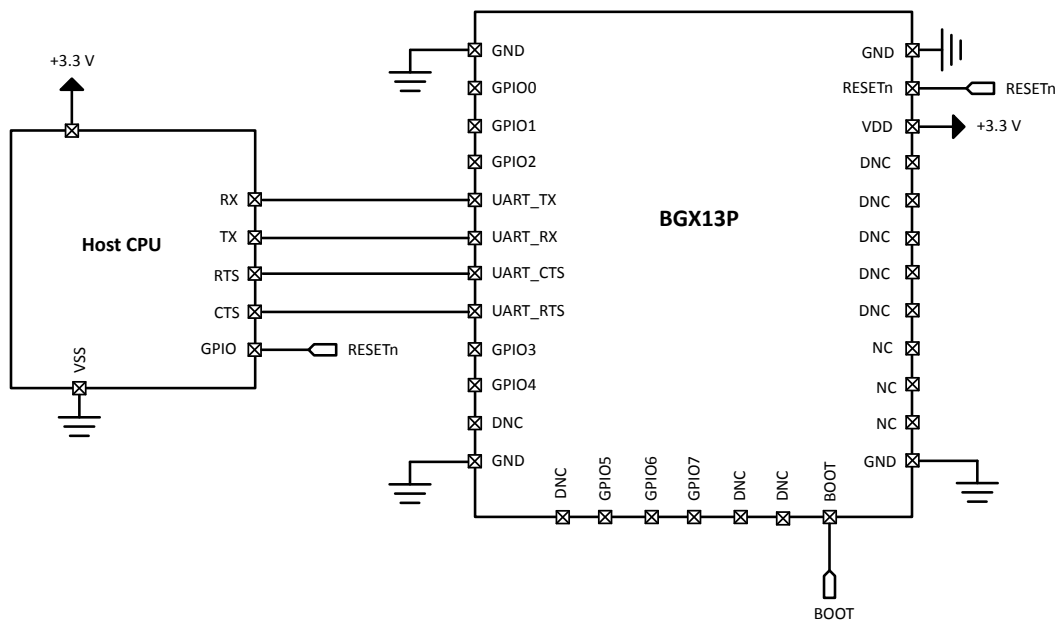 +3.3 V
Host CPU
RX
TX
RTS
CTS
GPIO
VSS
RESETn
BGX13P
GND
GPIO0
GPIO1
GPIO2
UART_TX
UART_RX
UART_CTS
UART_RTS
GPIO3
GPIO4
DNC
GND
DNC
GPIO5
GPIO6
GPIO7
DNC
DNC
BOOT
BOOT
GND
RESETn
RESETn
VDD
+3.3 V
DNC
DNC
DNC
DNC
DNC
NC
NC
NC
GND